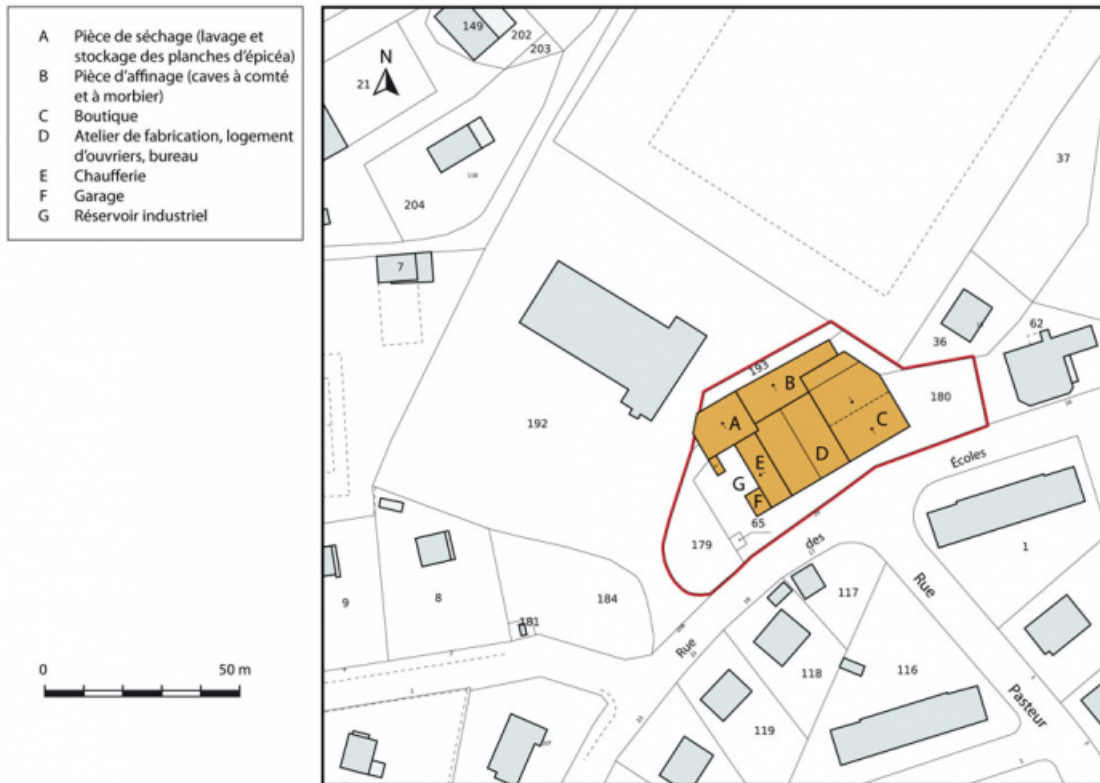 A Pièce de séchage (lavage et
stockage des planches d'épicéa)
B Pièce d'affinage (caves à comté
et à morbier)
C Boutique
D Atelier de fabrication, logement
d'ouvriers, bureau
E Chaufferie
F Garage
G Réservoir industriel
0 50 m
149
202
203
N
21
37
204
7
62
36
193
B
180
A
C
192
D
E
Écoles
G
F
65
179
des
1
Rue
117
9
8
184
181
Rue
118
116
Pasteur
119